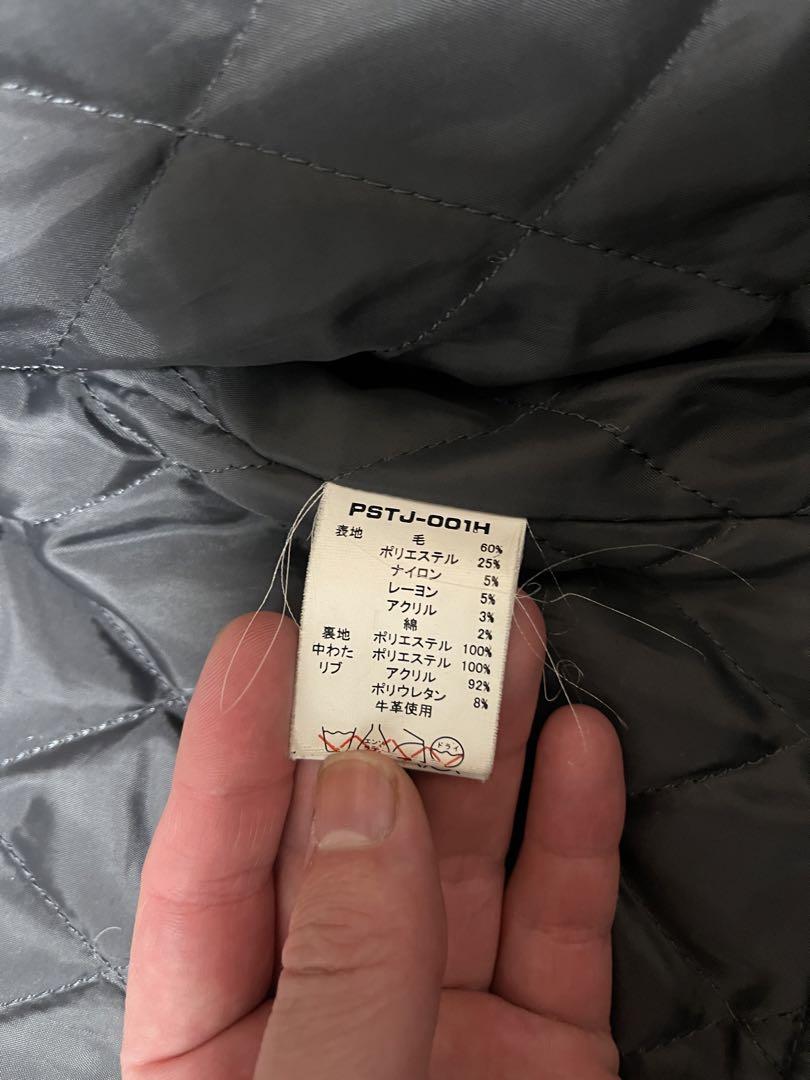 PSTJ-001H
表地 毛 60%
ポリエステル 25%
ナイロン 5%
レーヨン 5%
アクリル 3%
綿 2%
裏地 ポリエステル 100%
中わた ポリエステル 100%
リブ アクリル 92%
ポリウレタン 8%
牛革使用
ドライ